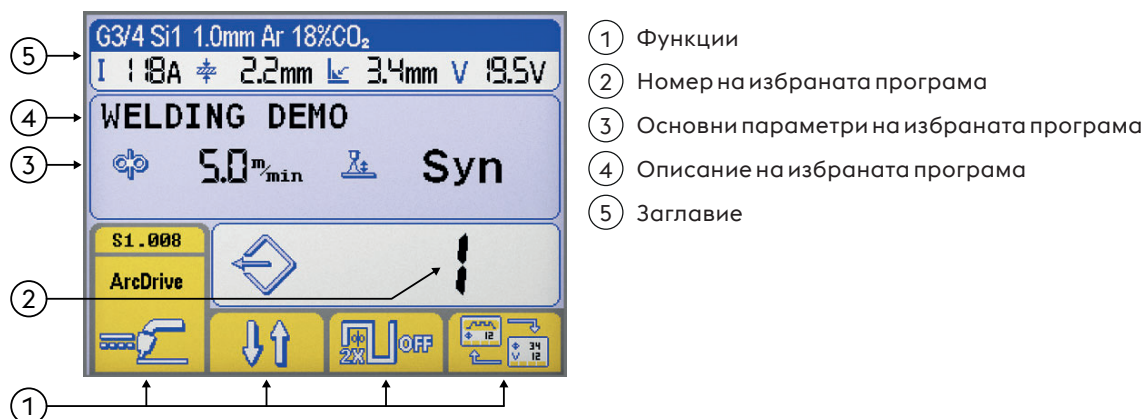 G3/4 Si1 1.0mm Ar 18%CO₂
I 118A 2.2mm 3.4mm V 19.5V
WELDING DEMO
5.0 m/min Syn
S1.008
ArcDrive
1
2X OFF
12
34
V 12
5
4
3
2
1
1 Функции
2 Номер на избраната програма
3 Основни параметри на избраната програма
4 Описание на избраната програма
5 Заглавие